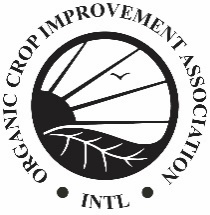 ORGANIC CROP IMPROVEMENT ASSOCIATION
• INTL •